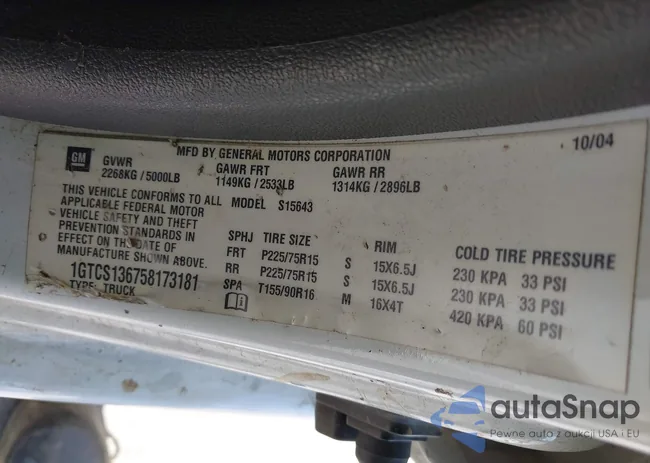 MFD BY GENERAL MOTORS CORPORATION 10/04
GM GVWR GAWR FRT GAWR RR
2268KG / 5000LB 1149KG / 2533LB 1314KG / 2896LB
THIS VEHICLE CONFORMS TO ALL MODEL S15643
APPLICABLE FEDERAL MOTOR
VEHICLE SAFETY AND THEFT
PREVENTION STANDARDS IN
EFFECT ON THE DATE OF
MANUFACTURE SHOWN ABOVE.
1GTCS136758173181
TYPE: TRUCK
SPHJ TIRE SIZE RIM COLD TIRE PRESSURE
FRT P225/75R15 S 15X6.5J 230 KPA 33 PSI
RR P225/75R15 S 15X6.5J 230 KPA 33 PSI
SPA T155/90R16 M 16X4T 420 KPA 60 PSI
autoSnap
Pewne auto z aukcji USA i EU